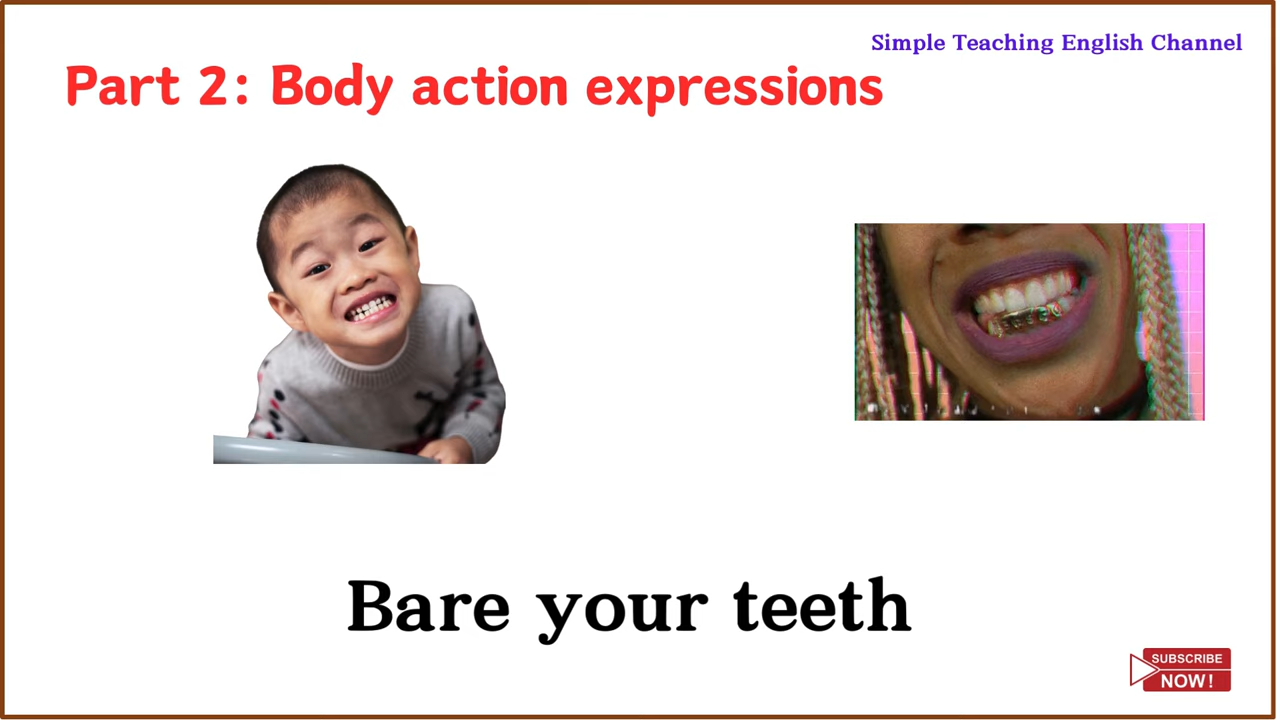 Simple Teaching English Channel
Part 2: Body action expressions
Bare your teeth
SUBSCRIBE
NOW!